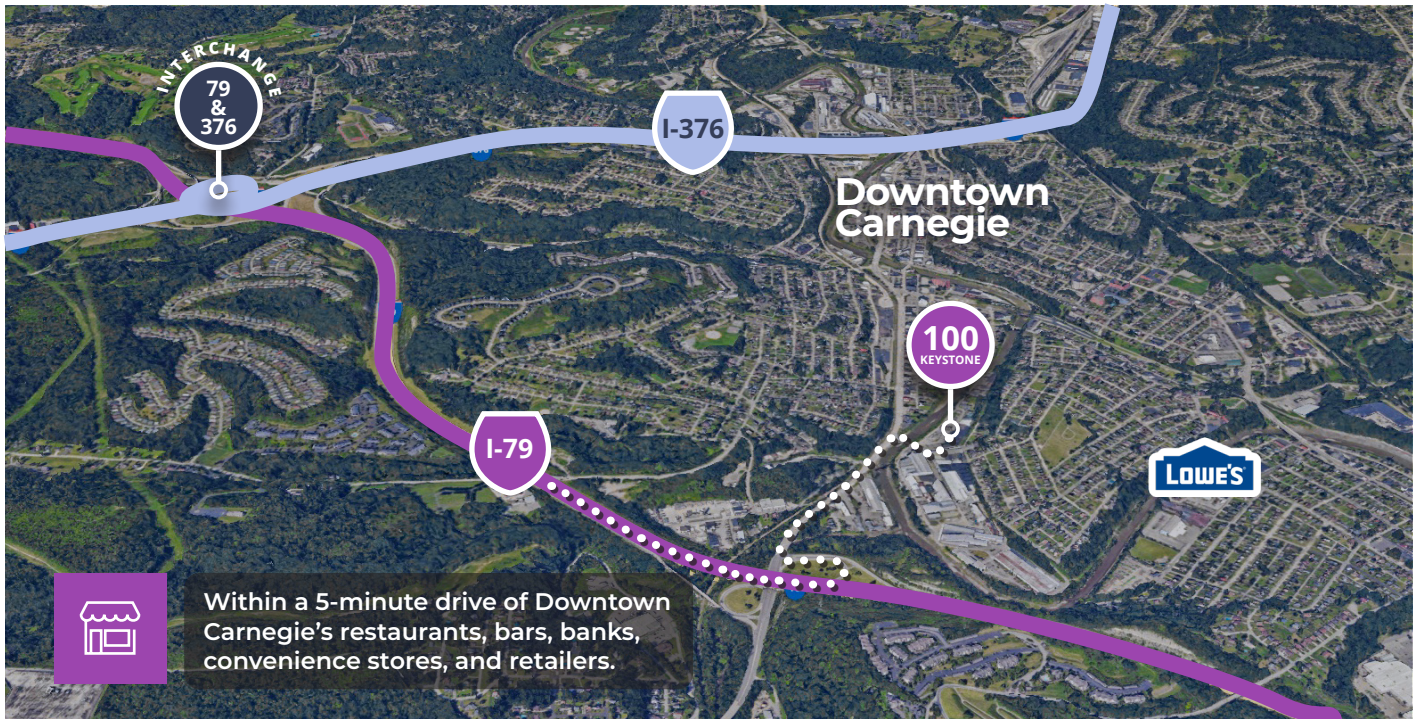 INTERCHANGE
79
&
376
I-376
Downtown
Carnegie
100
KEYSTONE
I-79
LOWE'S
Within a 5-minute drive of Downtown
Carnegie’s restaurants, bars, banks,
convenience stores, and retailers.